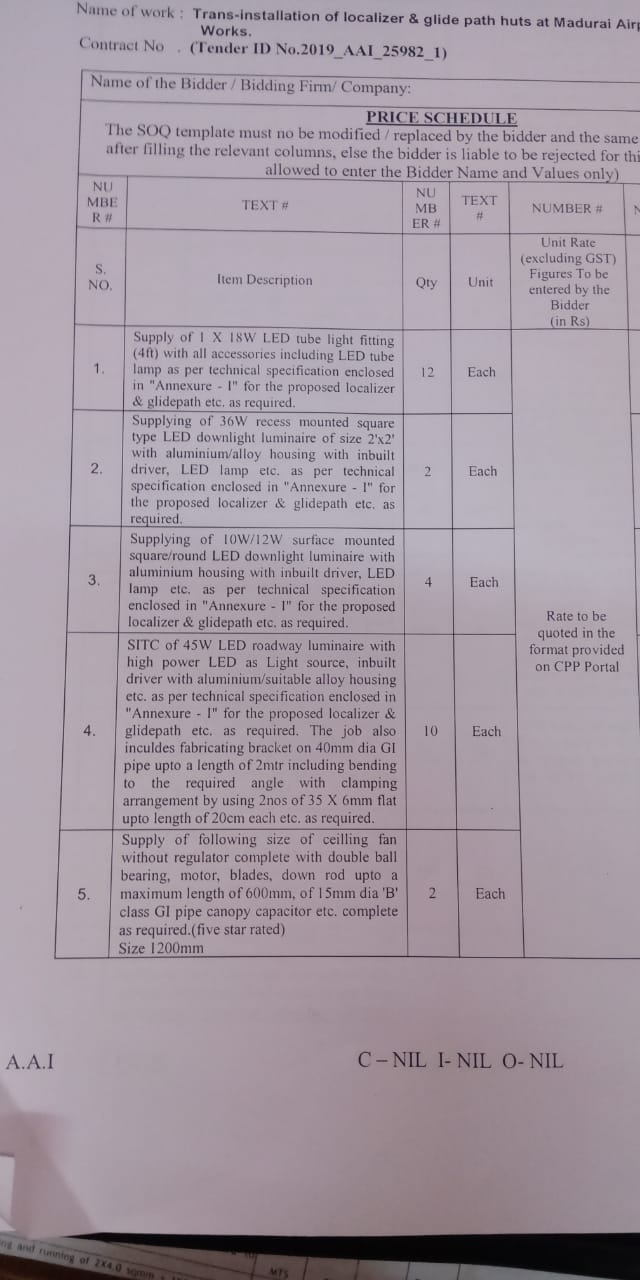 Name of work : Trans-installation of localizer & glide path huts at Madurai Airp
Works.
Contract No . (Tender ID No.2019_AAI_25982_1)
Name of the Bidder / Bidding Firm/ Company:
PRICE SCHEDULE
The SOQ template must no be modified / replaced by the bidder and the same
after filling the relevant columns, else the bidder is liable to be rejected for thi
allowed to enter the Bidder Name and Values only)
NU
MBE
R #
TEXT #
NU
MB
ER #
TEXT
#
NUMBER #
N
S.
NO.
Item Description
Qty
Unit
Unit Rate
(excluding GST)
Figures To be
entered by the
Bidder
(in Rs)
1.
Supply of 1 X 18W LED tube light fitting
(4ft) with all accessories including LED tube
lamp as per technical specification enclosed
in "Annexure - I" for the proposed localizer
& glidepath etc. as required.
12
Each
2.
Supplying of 36W recess mounted square
type LED downlight luminaire of size 2'x2'
with aluminium/alloy housing with inbuilt
driver, LED lamp etc. as per technical
specification enclosed in "Annexure - I" for
the proposed localizer & glidepath etc. as
required.
2
Each
3.
Supplying of 10W/12W surface mounted
square/round LED downlight luminaire with
aluminium housing with inbuilt driver, LED
lamp etc. as per technical specification
enclosed in "Annexure - I" for the proposed
localizer & glidepath etc. as required.
4
Each
Rate to be
quoted in the
format provided
on CPP Portal
4.
SITC of 45W LED roadway luminaire with
high power LED as Light source, inbuilt
driver with aluminium/suitable alloy housing
etc. as per technical specification enclosed in
"Annexure - I" for the proposed localizer &
glidepath etc. as required. The job also
inculdes fabricating bracket on 40mm dia GI
pipe upto a length of 2mtr including bending
to the required angle with clamping
arrangement by using 2nos of 35 X 6mm flat
upto length of 20cm each etc. as required.
10
Each
5.
Supply of following size of ceilling fan
without regulator complete with double ball
bearing, motor, blades, down rod upto a
maximum length of 600mm, of 15mm dia 'B'
class GI pipe canopy capacitor etc. complete
as required.(five star rated)
Size 1200mm
2
Each
A.A.I
C – NIL I- NIL O- NIL
ng and running of 2X4.0 sqmm
MTS